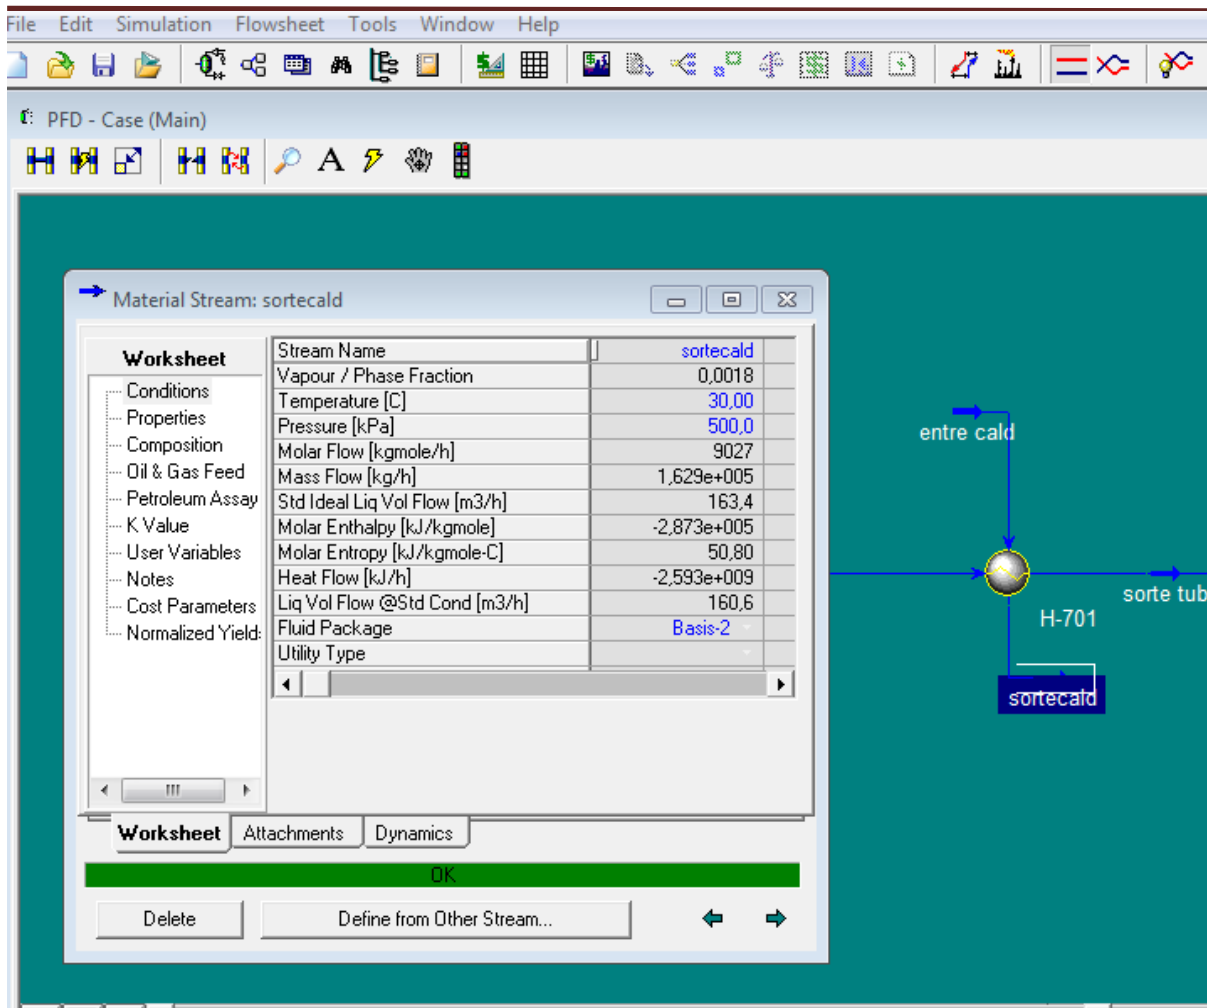 File Edit Simulation Flowsheet Tools Window Help
PFD - Case (Main)
A
Material Stream: sortecald
Worksheet
Conditions
Properties
Composition
Oil & Gas Feed
Petroleum Assay
K Value
User Variables
Notes
Cost Parameters
Normalized Yield:
Stream Name sortecald
Vapour / Phase Fraction 0,0018
Temperature [C] 30,00
Pressure [kPa] 500,0
Molar Flow [kgmole/h] 9027
Mass Flow [kg/h] 1,629e+005
Std Ideal Liq Vol Flow [m3/h] 163,4
Molar Enthalpy [kJ/kgmole] -2,873e+005
Molar Entropy [kJ/kgmole-C] 50,80
Heat Flow [kJ/h] -2,593e+009
Liq Vol Flow @Std Cond [m3/h] 160,6
Fluid Package Basis-2
Utility Type
Worksheet Attachments Dynamics
OK
Delete Define from Other Stream...
entre cald
sorte tub
H-701
sortecald